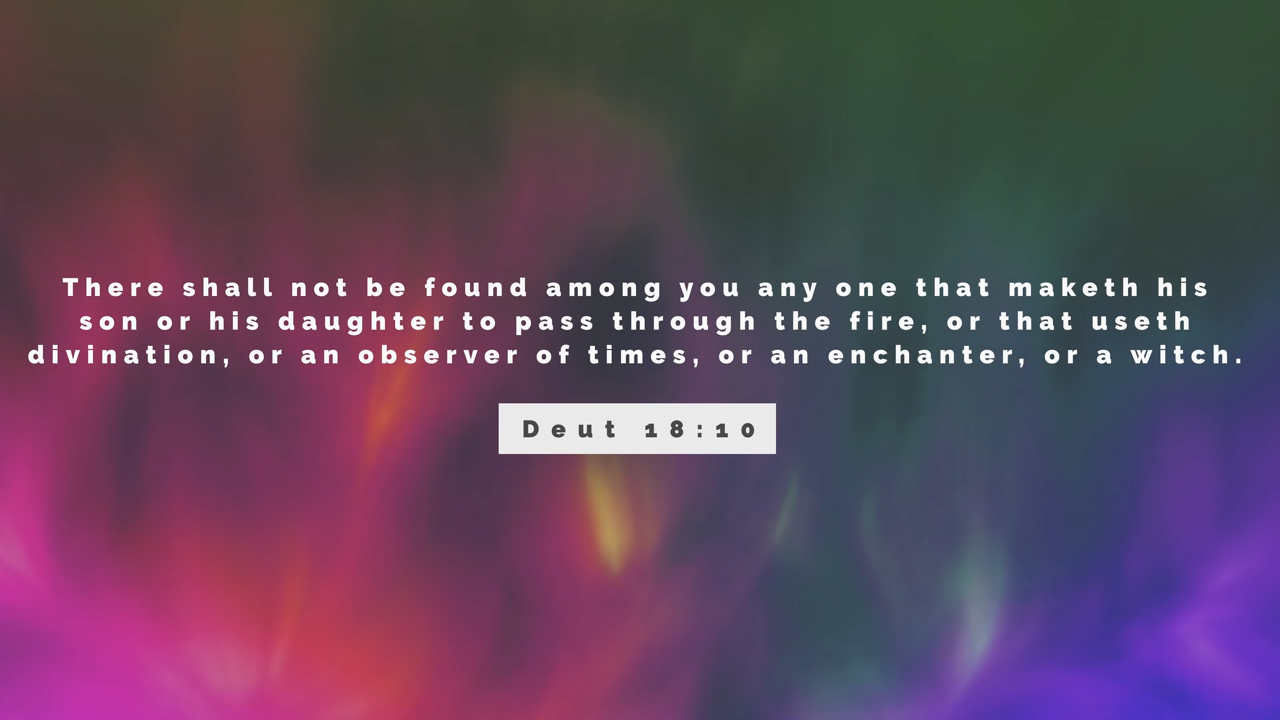 There shall not be found among you any one that maketh his
son or his daughter to pass through the fire, or that useth
divination, or an observer of times, or an enchanter, or a witch.
Deut 18:10